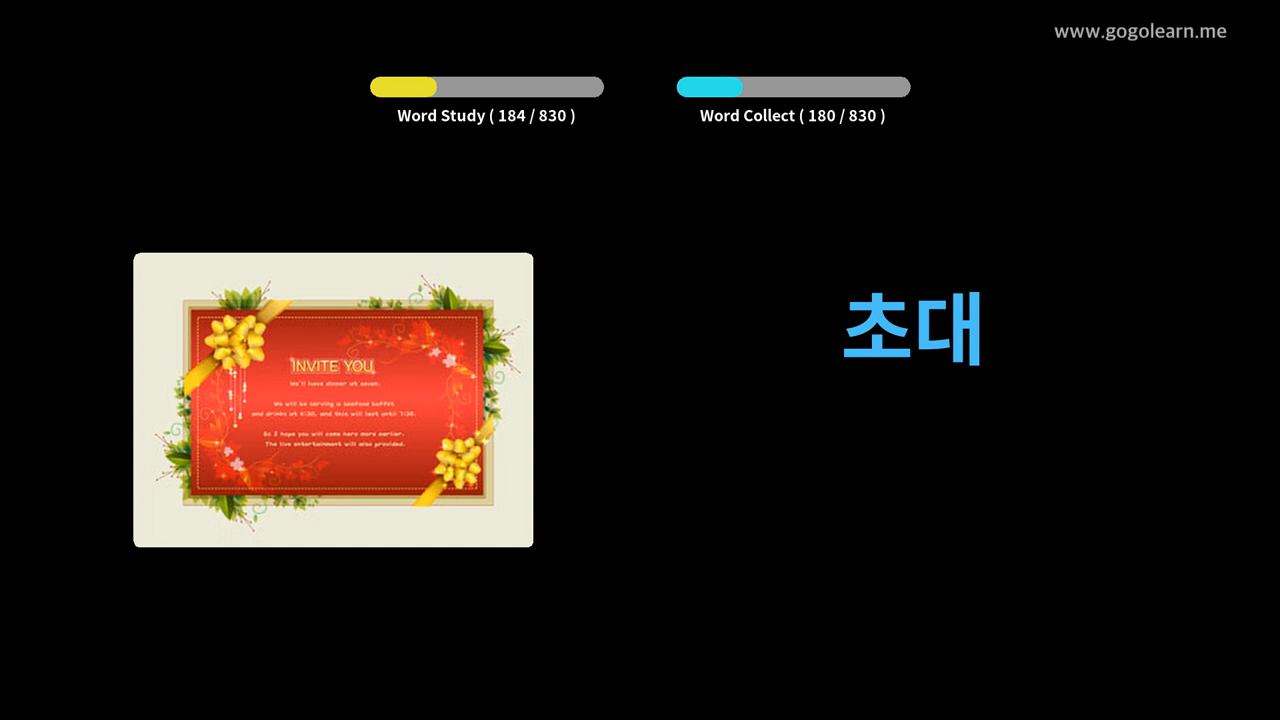 www.gogolearn.me
Word Study ( 184 / 830 )
Word Collect ( 180 / 830 )
초대
INVITE YOU
We'll have dinner at seven.
We will be serving a seafood buffet
and drinks at 6:30, and this will last until 7:30.
So I hope you will come here more earlier.
The live entertainment will also provided.